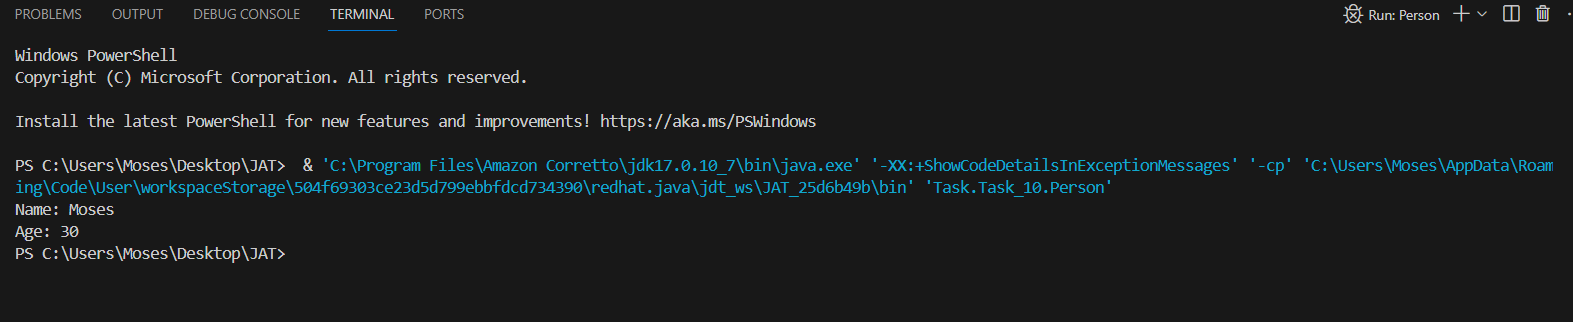 PROBLEMS OUTPUT DEBUG CONSOLE TERMINAL PORTS Run: Person
Windows PowerShell
Copyright (C) Microsoft Corporation. All rights reserved.
Install the latest PowerShell for new features and improvements! https://aka.ms/PSWindows
PS C:\Users\Moses\Desktop\JAT>  & 'C:\Program Files\Amazon Corretto\jdk17.0.10_7\bin\java.exe' '-XX:+ShowCodeDetailsInExceptionMessages' '-cp' 'C:\Users\Moses\AppData\Roam
ing\Code\User\workspaceStorage\504f69303ce23d5d799ebbfdcd734390\redhat.java\jdt_ws\JAT_25d6b49b\bin' 'Task.Task_10.Person'
Name: Moses
Age: 30
PS C:\Users\Moses\Desktop\JAT>